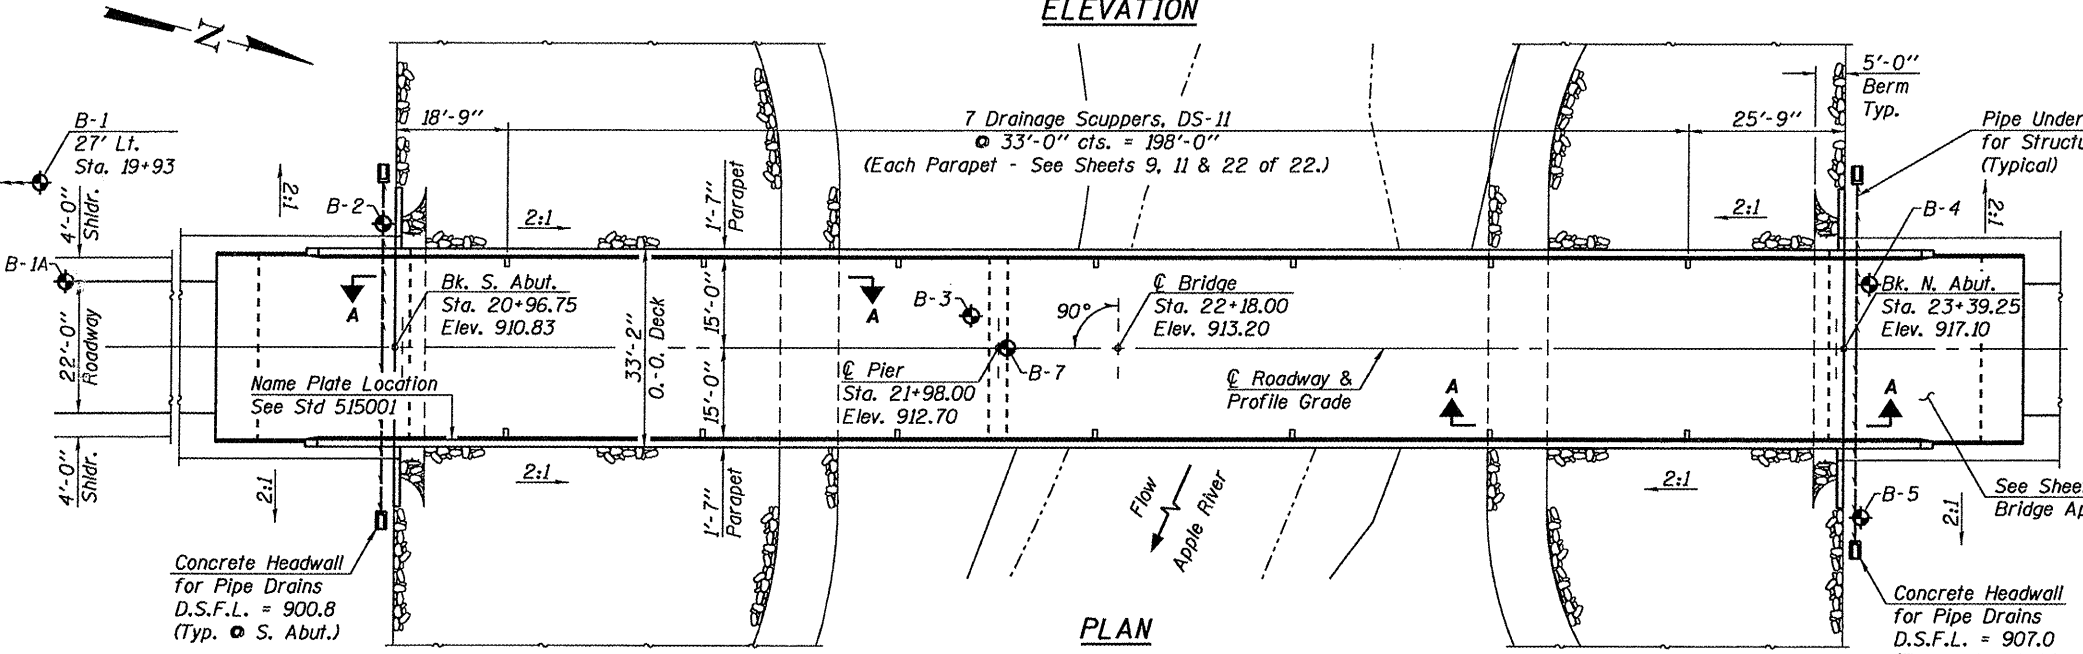 ELEVATION
N
B-1
27' Lt.
Sta. 19+93
18'-9"
7 Drainage Scuppers, DS-11
@ 33'-0" cts. = 198'-0"
(Each Parapet - See Sheets 9, 11 & 22 of 22.)
25'-9"
5'-0"
Berm
Typ.
Pipe Under
for Structu
(Typical)
4'-0"
Shldr.
2:1
B-2
2:1
1'-7"
Parapet
2:1
B-4
2:1
B-1A
22'-0"
Roadway
A
Bk. S. Abut.
Sta. 20+96.75
Elev. 910.83
33'-2"
O.-O. Deck
15'-0"
A
B-3
90°
℄ Bridge
Sta. 22+18.00
Elev. 913.20
Bk. N. Abut.
Sta. 23+39.25
Elev. 917.10
Name Plate Location
See Std 515001
15'-0"
℄ Pier
Sta. 21+98.00
Elev. 912.70
B-7
℄ Roadway &
Profile Grade
A
A
4'-0"
Shldr.
2:1
2:1
1'-7"
Parapet
Flow
Apple River
2:1
B-5
2:1
See Shee
Bridge Ap
Concrete Headwall
for Pipe Drains
D.S.F.L. = 900.8
(Typ. @ S. Abut.)
PLAN
Concrete Headwall
for Pipe Drains
D.S.F.L. = 907.0